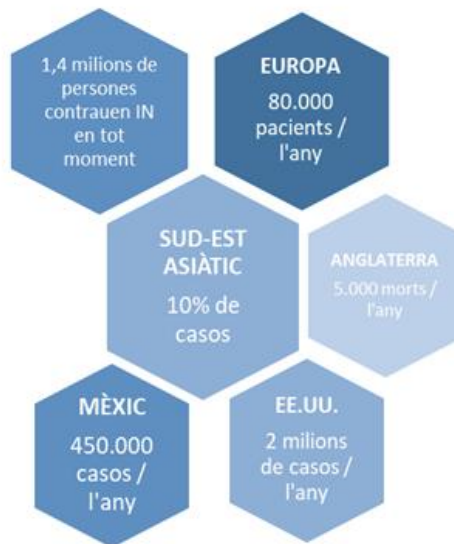 1,4 milions de
persones
contrauen IN
en tot
moment
EUROPA
80.000
pacients /
l'any
SUD-EST
ASIÀTIC
10% de
casos
ANGLATERRA
5.000 morts /
l'any
MÈXIC
450.000
casos /
l'any
EE.UU.
2 milions
de casos /
l'any